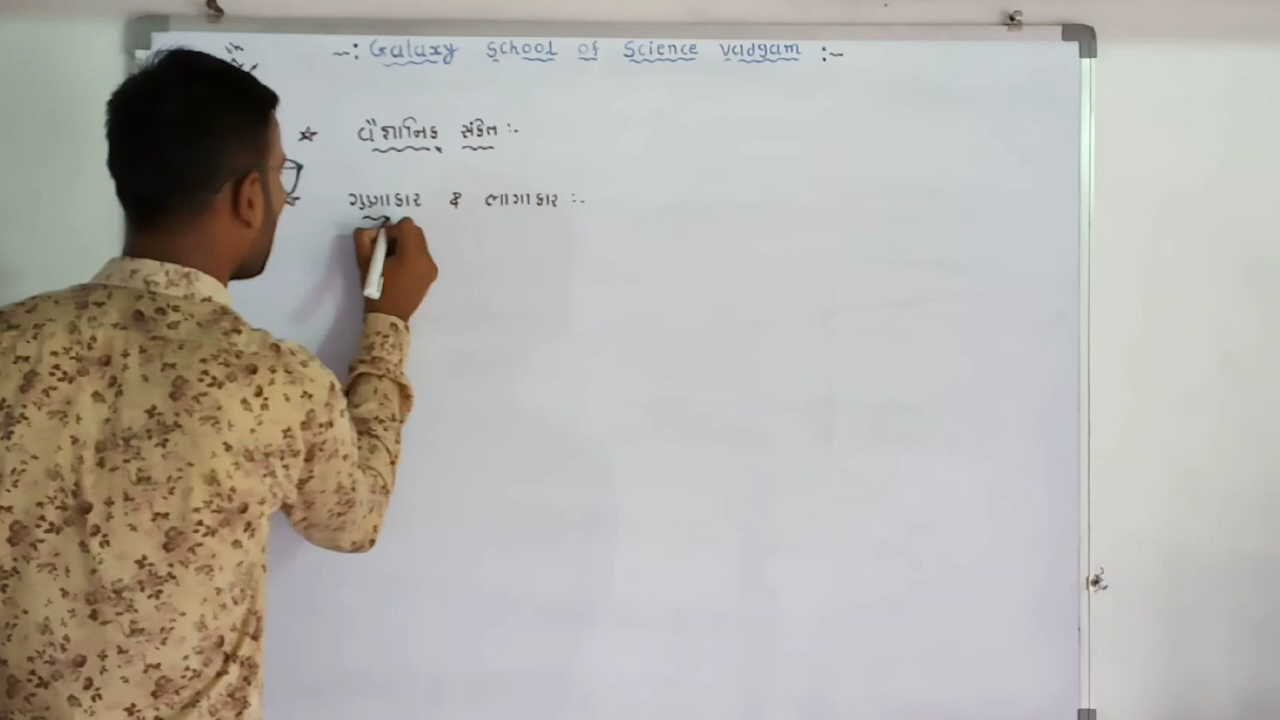 ~: Galaxy School of Science Vadgam :~
☆ વૈજ્ઞાનિક સંકેત :-
☆ ગુણાકાર & ભાગાકાર :-